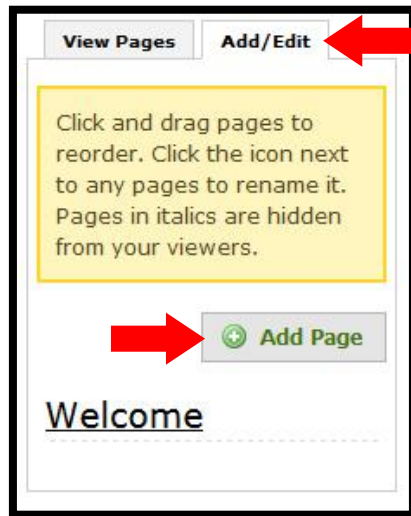 View Pages Add/Edit
Click and drag pages to
reorder. Click the icon next
to any pages to rename it.
Pages in italics are hidden
from your viewers.
Add Page
Welcome